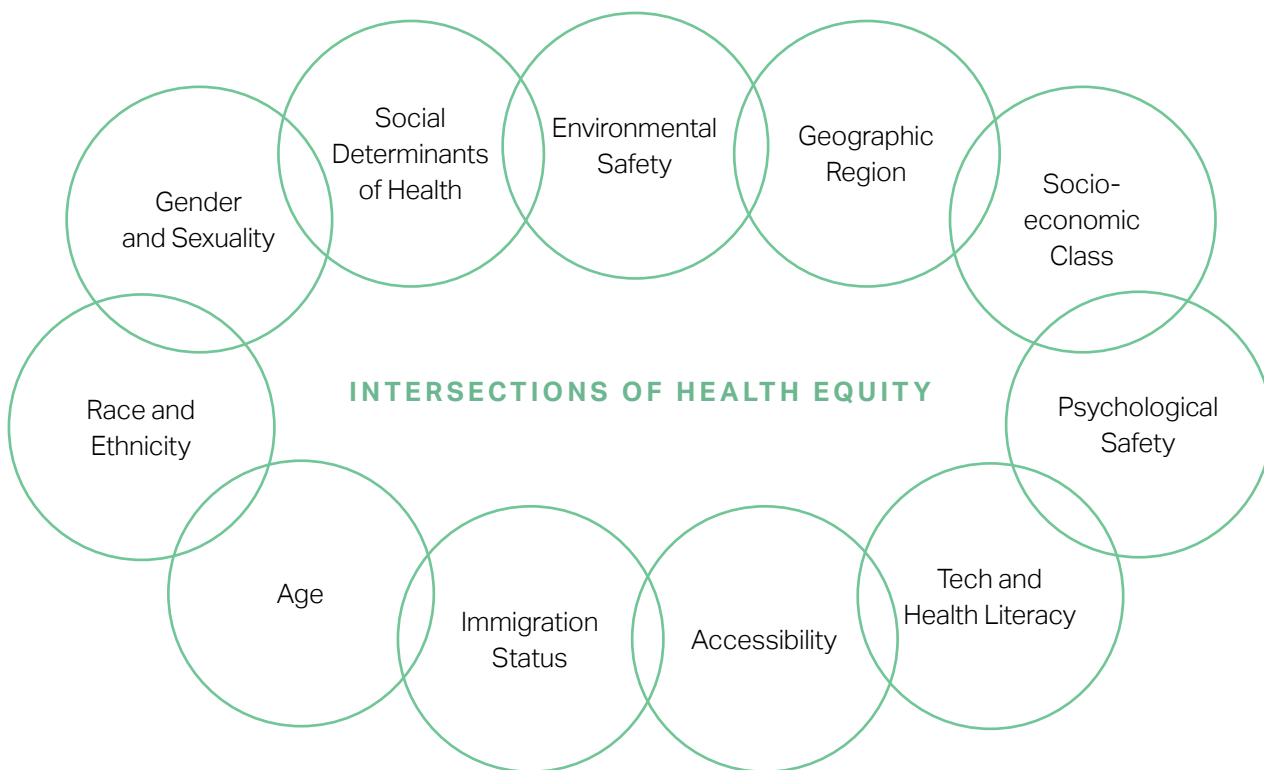 Social
Determinants
of Health
Environmental
Safety
Geographic
Region
Socio-
economic
Class
Gender
and Sexuality
INTERSECTIONS OF HEALTH EQUITY
Race and
Ethnicity
Psychological
Safety
Age
Immigration
Status
Accessibility
Tech and
Health Literacy